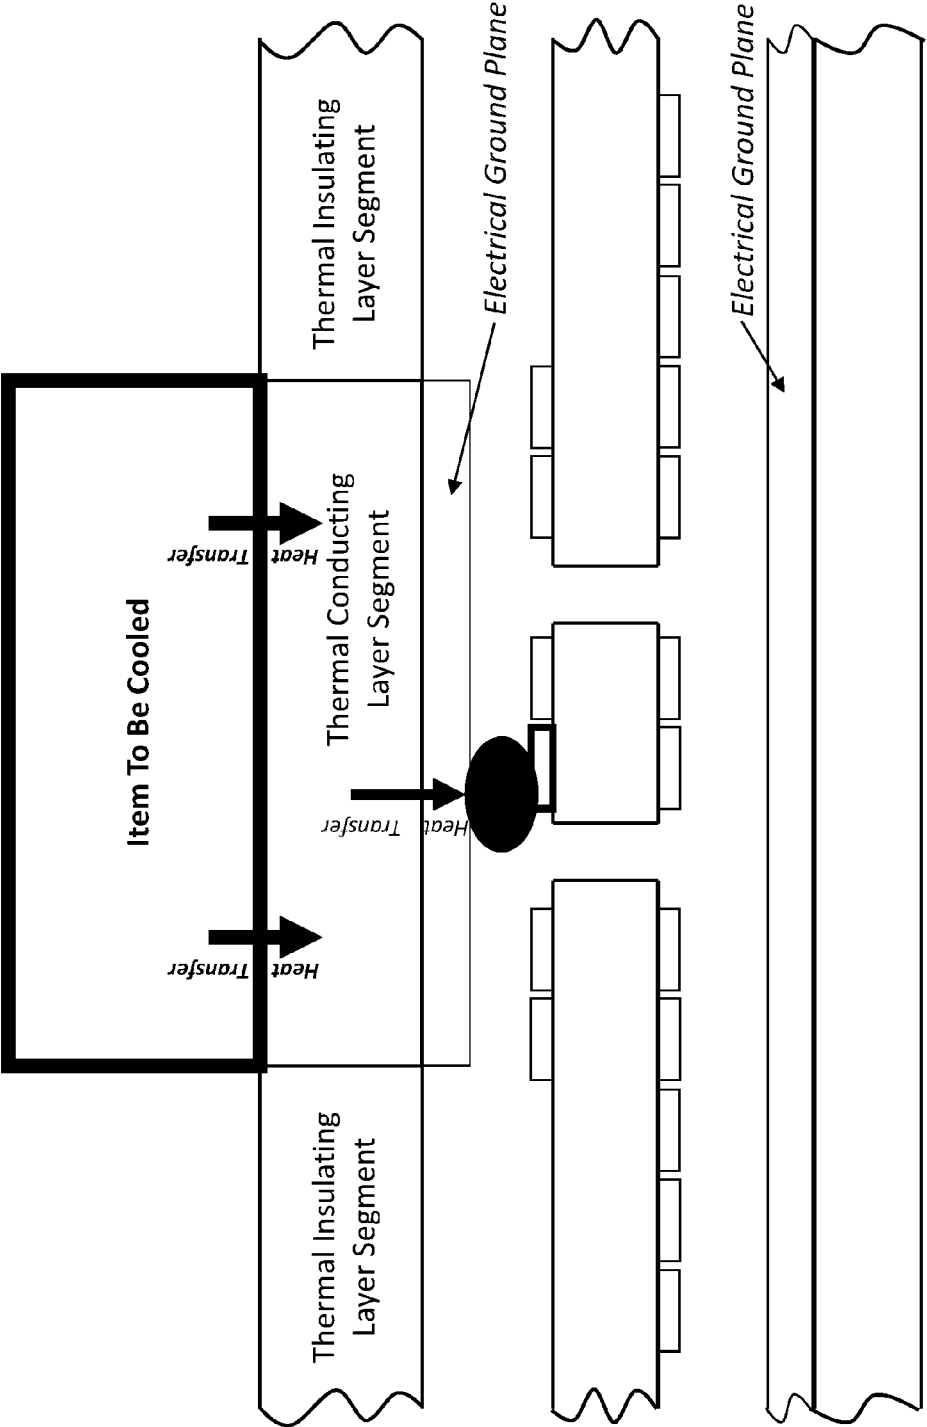 Item To Be Cooled
Thermal Insulating
Layer Segment
Thermal Conducting
Layer Segment
Thermal Insulating
Layer Segment
Heat
Transfer
Heat
Transfer
Heat
Transfer
Electrical Ground Plane
Electrical Ground Plane